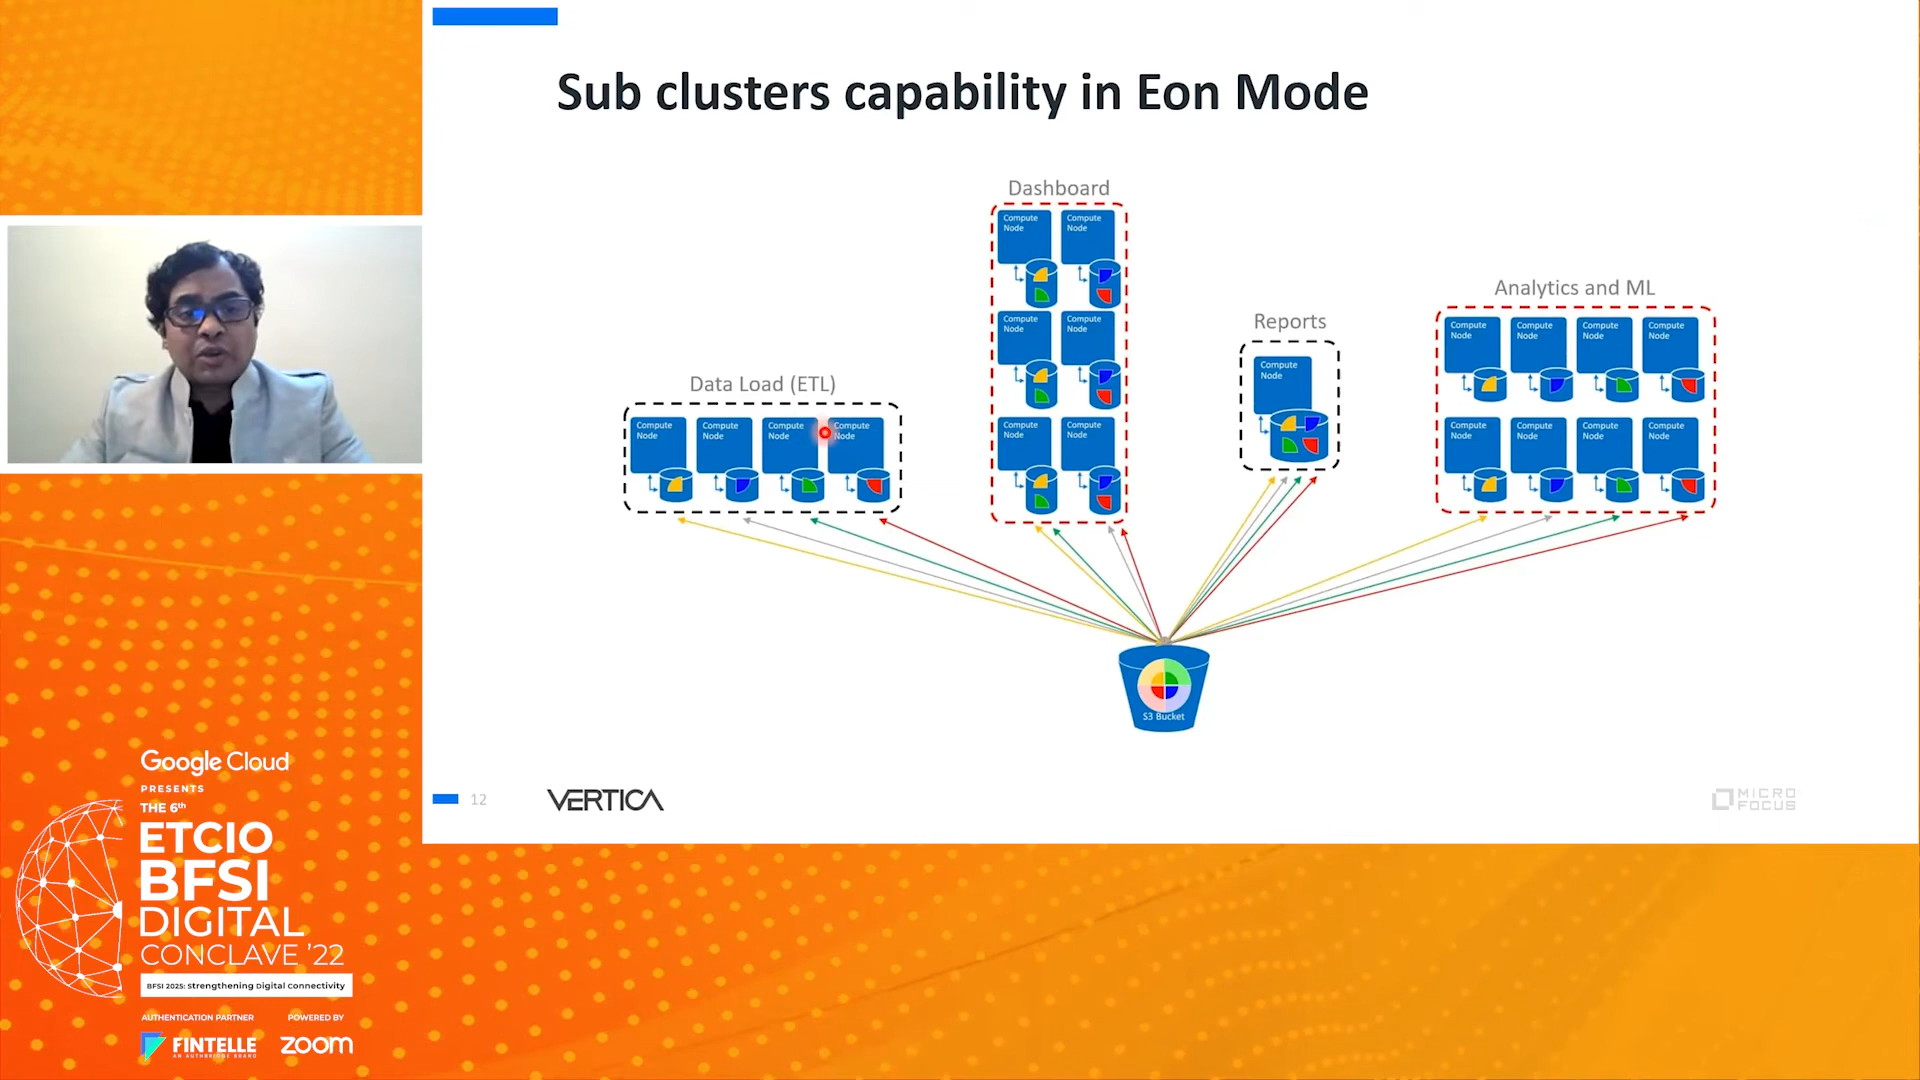 Sub clusters capability in Eon Mode
Dashboard
Compute
Node
Compute
Node
Compute
Node
Compute
Node
Compute
Node
Compute
Node
Analytics and ML
Compute
Node
Compute
Node
Compute
Node
Compute
Node
Compute
Node
Compute
Node
Compute
Node
Compute
Node
Reports
Compute
Node
Data Load (ETL)
Compute
Node
Compute
Node
Compute
Node
Compute
Node
S3 Bucket
12
VERTICA
MICRO
FOCUS
Google Cloud
PRESENTS
THE 6th
ETCIO
BFSI
DIGITAL
CONCLAVE '22
BFSI 2025: Strengthening Digital connectivity
AUTHENTICATION PARTNER
POWERED BY
FINTELLE
AN AUTHBRIDGE BRAND
zoom